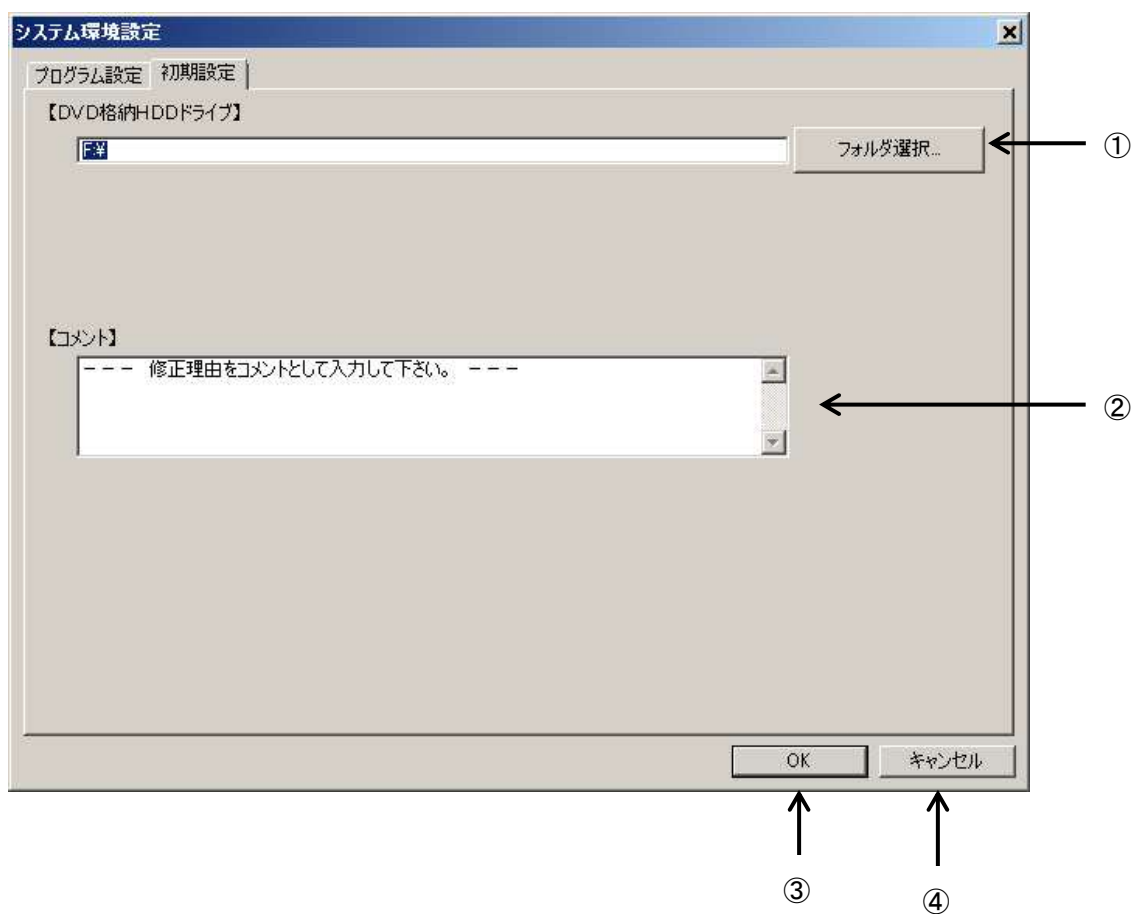 システム環境設定
プログラム設定 初期設定
【DVD格納HDDドライブ】
F:¥ フォルダ選択... ①
【コメント】
--- 修正理由をコメントとして入力して下さい。 ---
②
OK キャンセル
③ ④